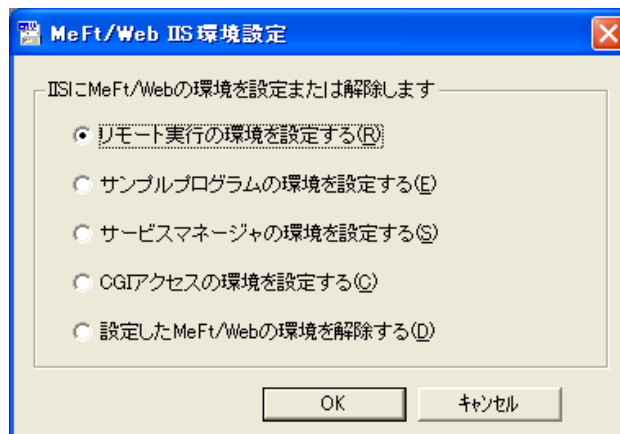 MeFt/Web IIS環境設定
IISにMeFt/Webの環境を設定または解除します
リモート実行の環境を設定する(R)
サンプルプログラムの環境を設定する(E)
サービスマネージャの環境を設定する(S)
CGIアクセスの環境を設定する(C)
設定したMeFt/Webの環境を解除する(D)
OK
キャンセル